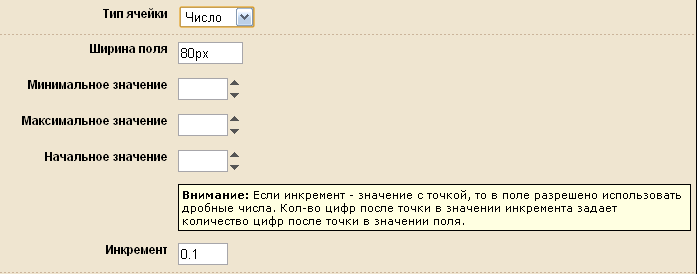 Тип ячейки Число
Ширина поля 80px
Минимальное значение
Максимальное значение
Начальное значение
Внимание: Если инкремент - значение с точкой, то в поле разрешено использовать
дробные числа. Кол-во цифр после точки в значении инкремента задает
количество цифр после точки в значении поля.
Инкремент 0.1